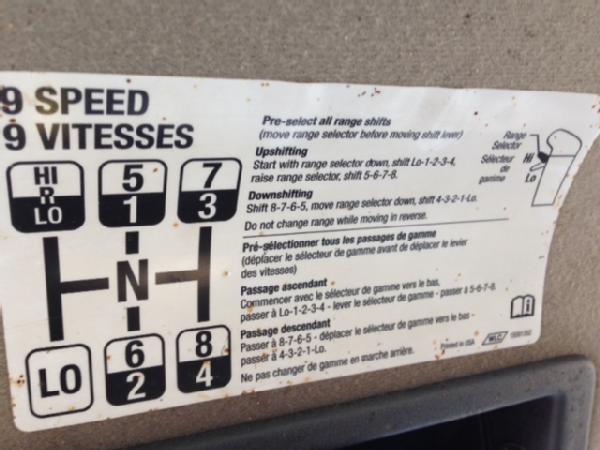 9 SPEED
9 VITESSES
HI
R
LO
5
1
7
3
N
LO
6
2
8
4
Pre-select all range shifts
(move range selector before moving shift lever)
Upshifting
Start with range selector down, shift Lo-1-2-3-4,
raise range selector, shift 5-6-7-8.
Downshifting
Shift 8-7-6-5, move range selector down, shift 4-3-2-1-Lo.
Do not change range while moving in reverse.
Range
Selector
Sélecteur
de
gamme
Hi
Lo
Pré-sélectionner tous les passages de gamme
(déplacer le sélecteur de gamme avant de déplacer le levier
des vitesses)
Passage ascendant
Commencer avec le sélecteur de gamme vers le bas,
passer à Lo-1-2-3-4 - lever le sélecteur de gamme - passer à 5-6-7-8.
Passage descendant
Passer à 8-7-6-5 - déplacer le sélecteur de gamme vers le bas -
passer à 4-3-2-1-Lo.
Ne pas changer de gamme en marche arrière.
Printed in USA